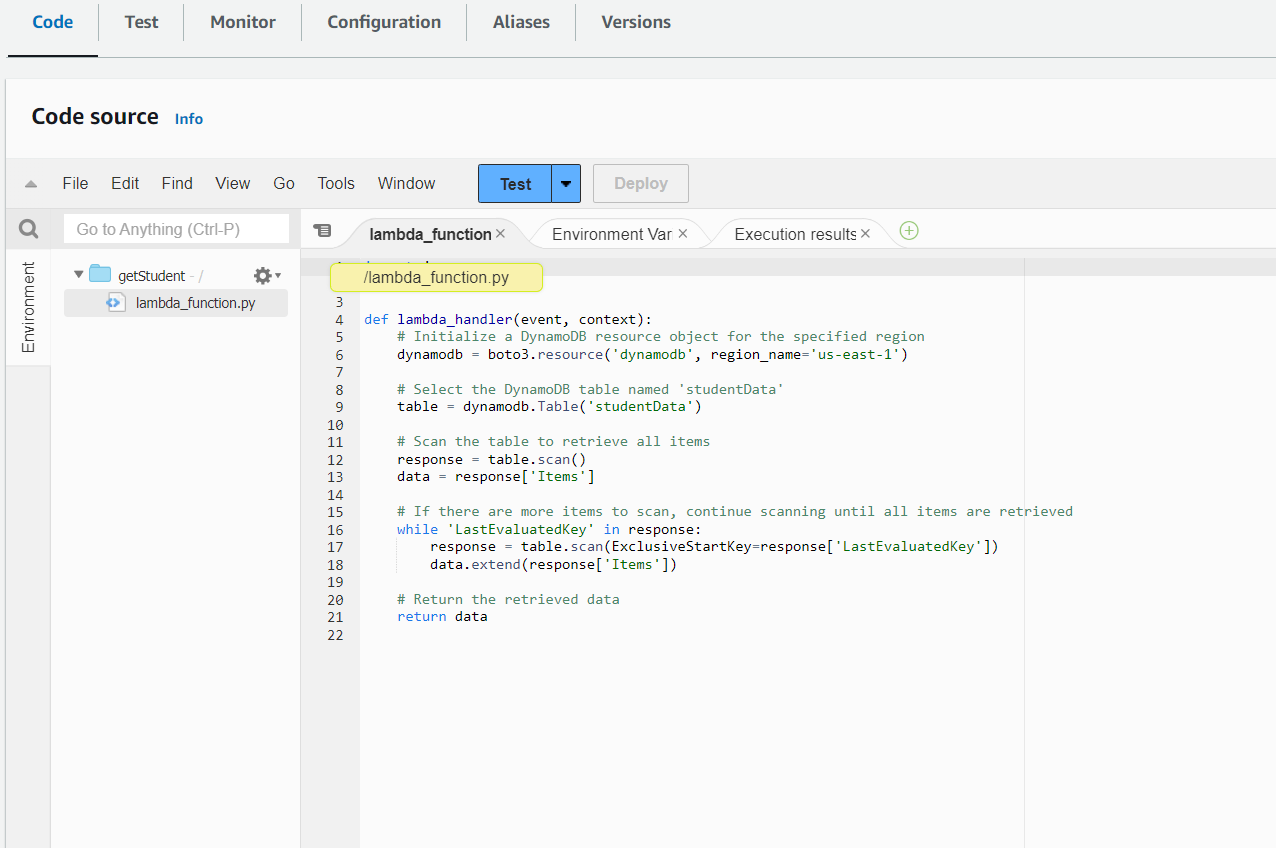 Code
Test
Monitor
Configuration
Aliases
Versions
Code source Info
File Edit Find View Go Tools Window Test Deploy
Go to Anything (Ctrl-P)
lambda_function
Environment Var
Execution results
Environment
getStudent - /
lambda_function.py
/lambda_function.py
3
4 def lambda_handler(event, context):
5 # Initialize a DynamoDB resource object for the specified region
6 dynamodb = boto3.resource('dynamodb', region_name='us-east-1')
7
8 # Select the DynamoDB table named 'studentData'
9 table = dynamodb.Table('studentData')
10
11 # Scan the table to retrieve all items
12 response = table.scan()
13 data = response['Items']
14
15 # If there are more items to scan, continue scanning until all items are retrieved
16 while 'LastEvaluatedKey' in response:
17 response = table.scan(ExclusiveStartKey=response['LastEvaluatedKey'])
18 data.extend(response['Items'])
19
20 # Return the retrieved data
21 return data
22